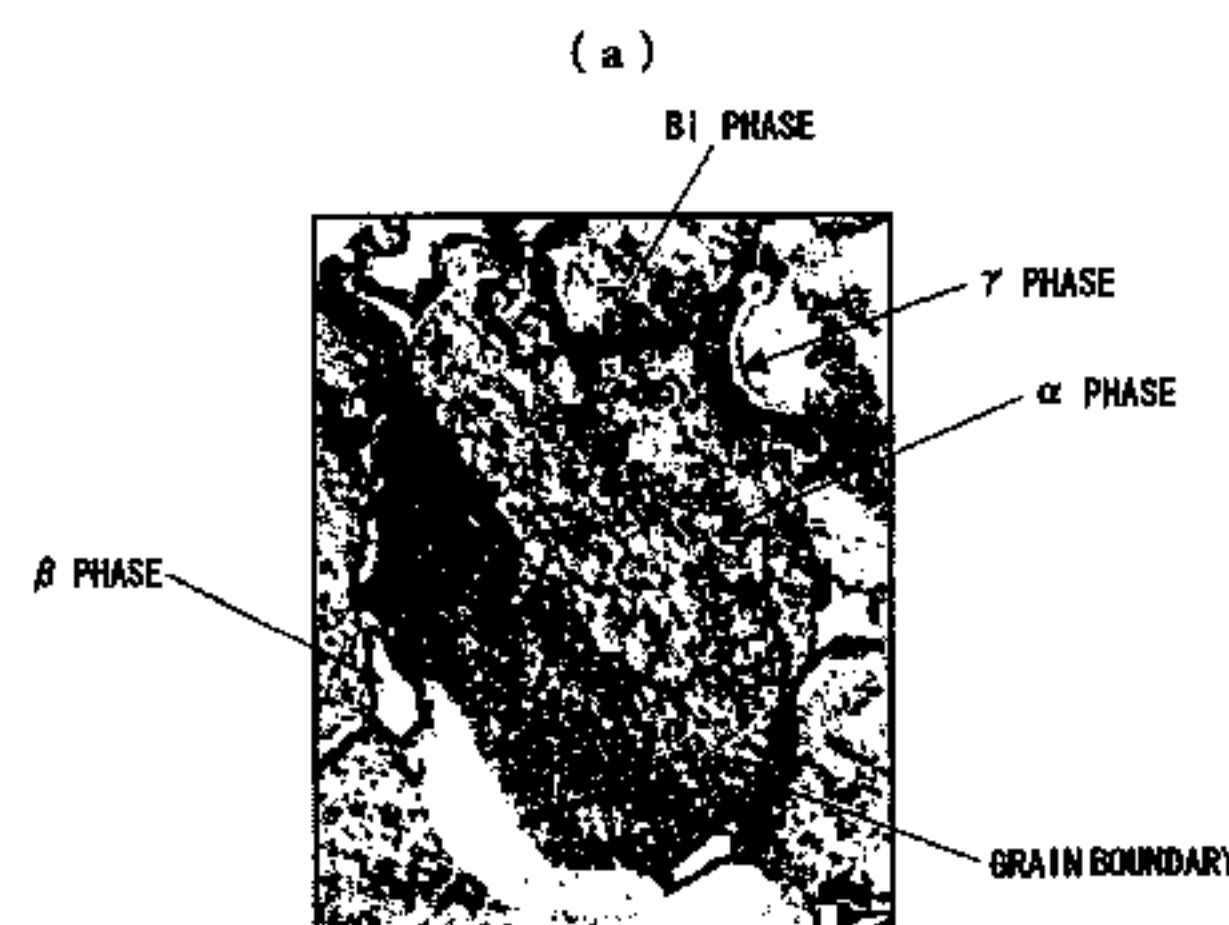 ( a )
Bi PHASE
γ PHASE
α PHASE
β PHASE
GRAIN BOUNDARY